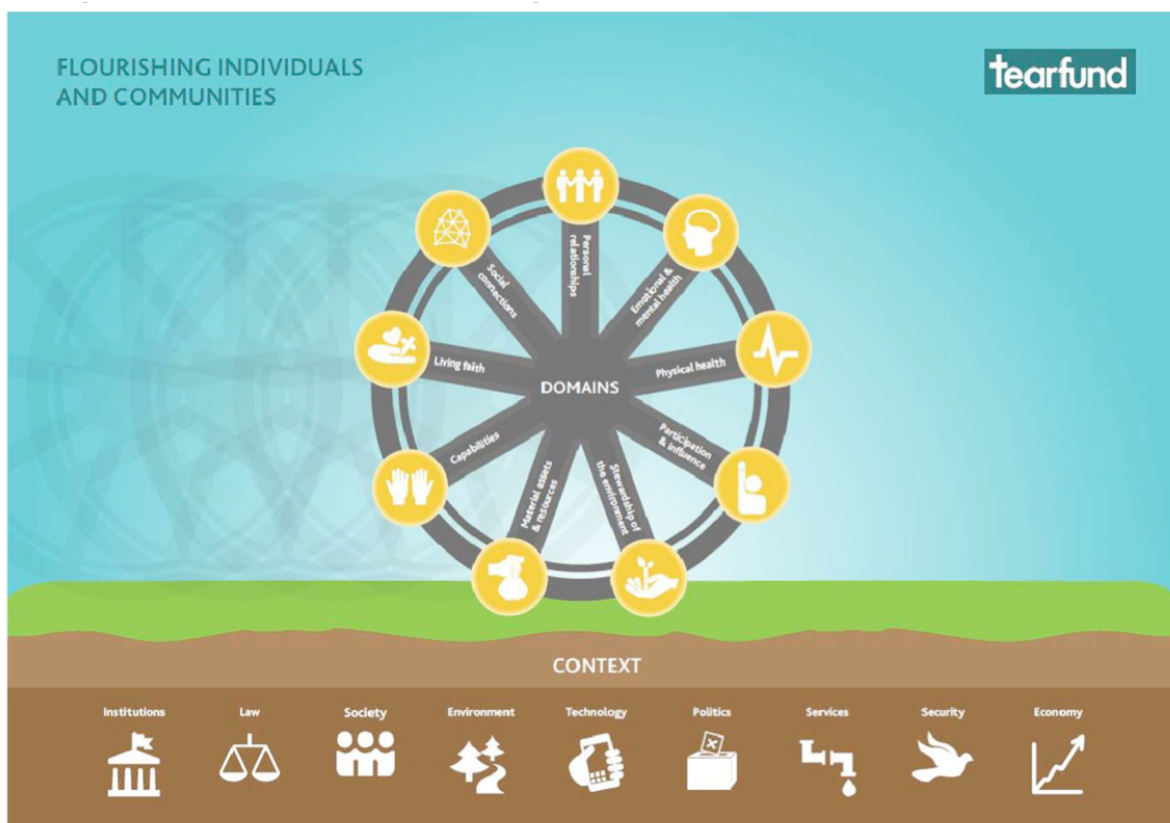 FLOURISHING INDIVIDUALS
AND COMMUNITIES
tearfund
Personal
relationships
Emotional &
mental health
Physical health
Participation
& influence
Stewardship of
the environment
Material assets
& resources
Capabilities
Living faith
Social
connections
DOMAINS
CONTEXT
Institutions
Law
Society
Environment
Technology
Politics
Services
Security
Economy